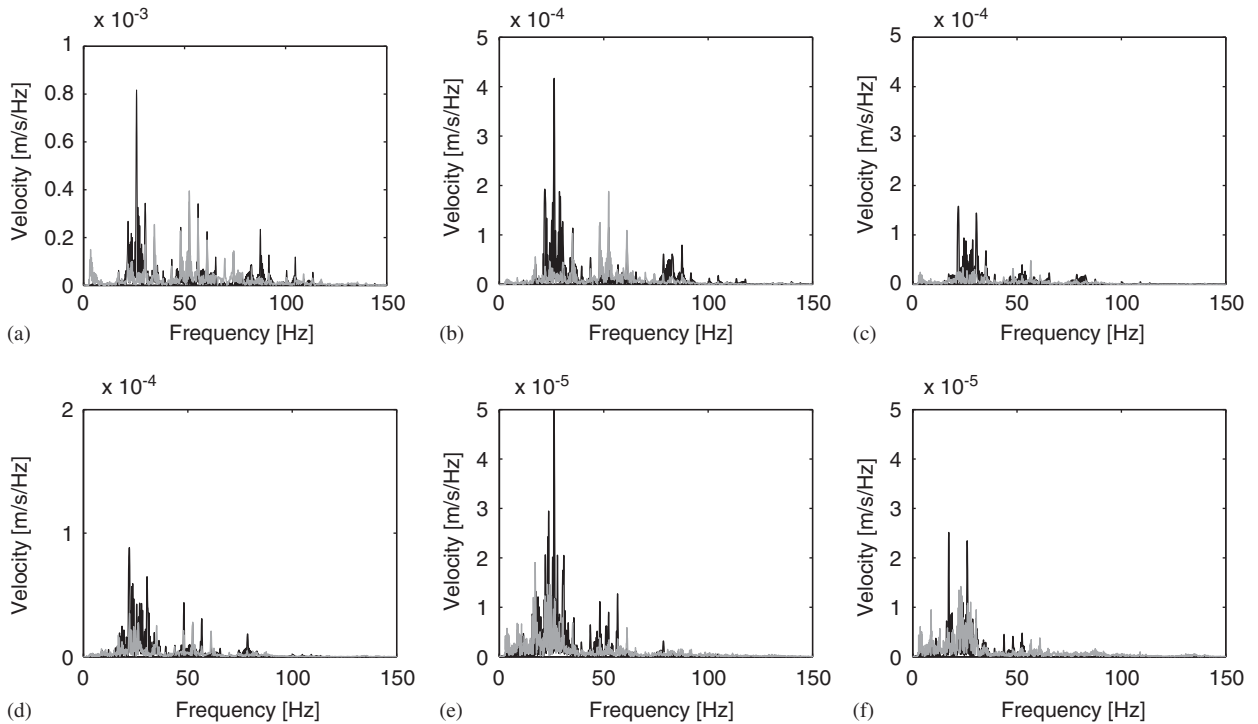 x 10-3
1
0.8
0.6
0.4
0.2
0
0 50 100 150
Velocity [m/s/Hz]
Frequency [Hz]
(a)
x 10-4
5
4
3
2
1
0
0 50 100 150
Velocity [m/s/Hz]
Frequency [Hz]
(b)
x 10-4
5
4
3
2
1
0
0 50 100 150
Velocity [m/s/Hz]
Frequency [Hz]
(c)
x 10-4
2
1
0
0 50 100 150
Velocity [m/s/Hz]
Frequency [Hz]
(d)
x 10-5
5
4
3
2
1
0
0 50 100 150
Velocity [m/s/Hz]
Frequency [Hz]
(e)
x 10-5
5
4
3
2
1
0
0 50 100 150
Velocity [m/s/Hz]
Frequency [Hz]
(f)